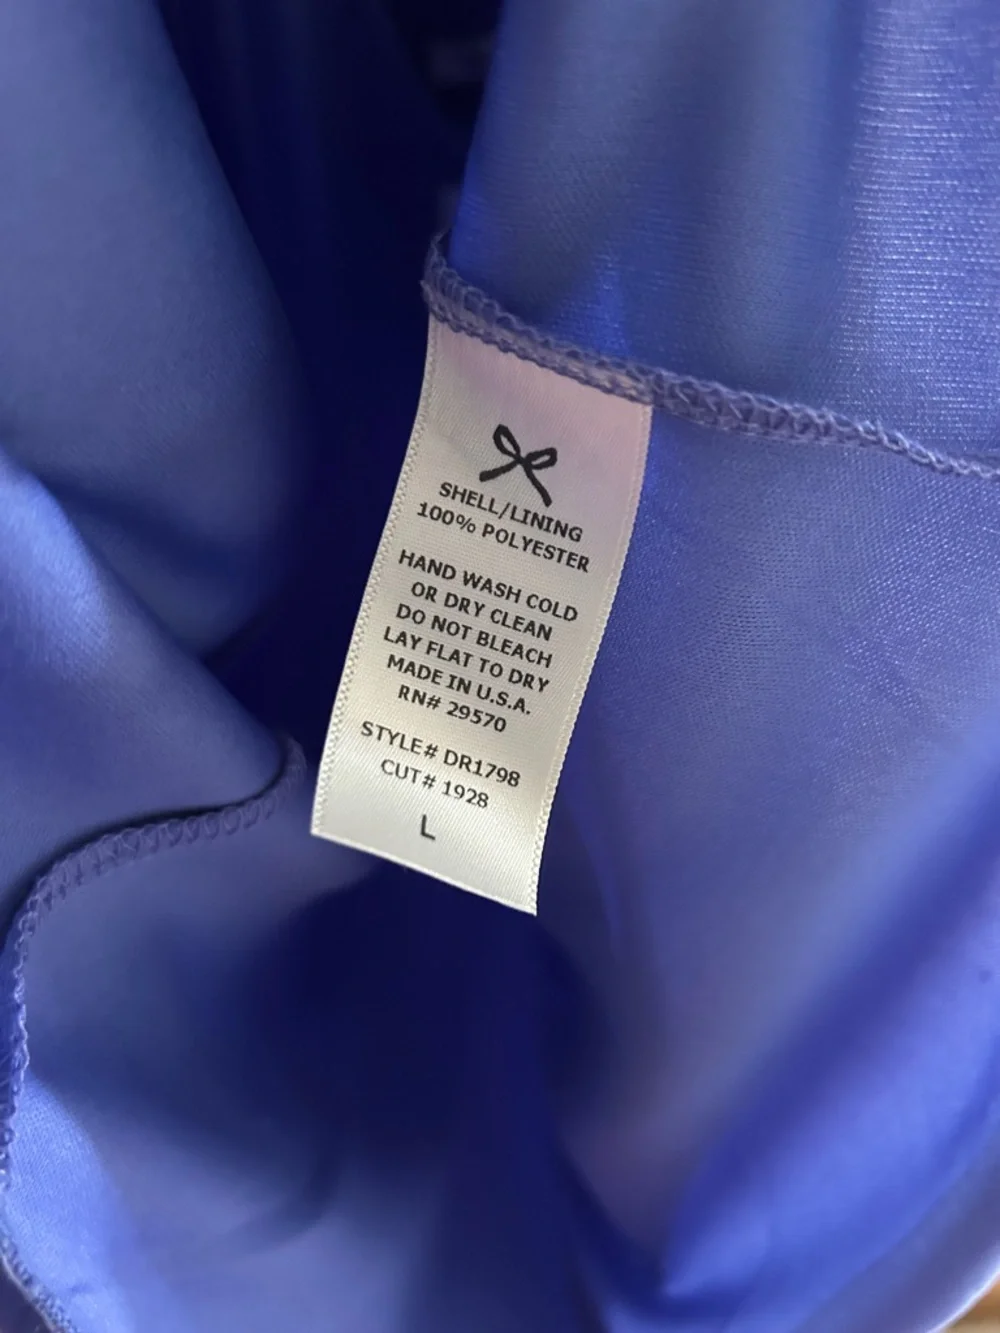 SHELL/LINING
100% POLYESTER
HAND WASH COLD
OR DRY CLEAN
DO NOT BLEACH
LAY FLAT TO DRY
MADE IN U.S.A.
RN# 29570
STYLE# DR1798
CUT# 1928
L